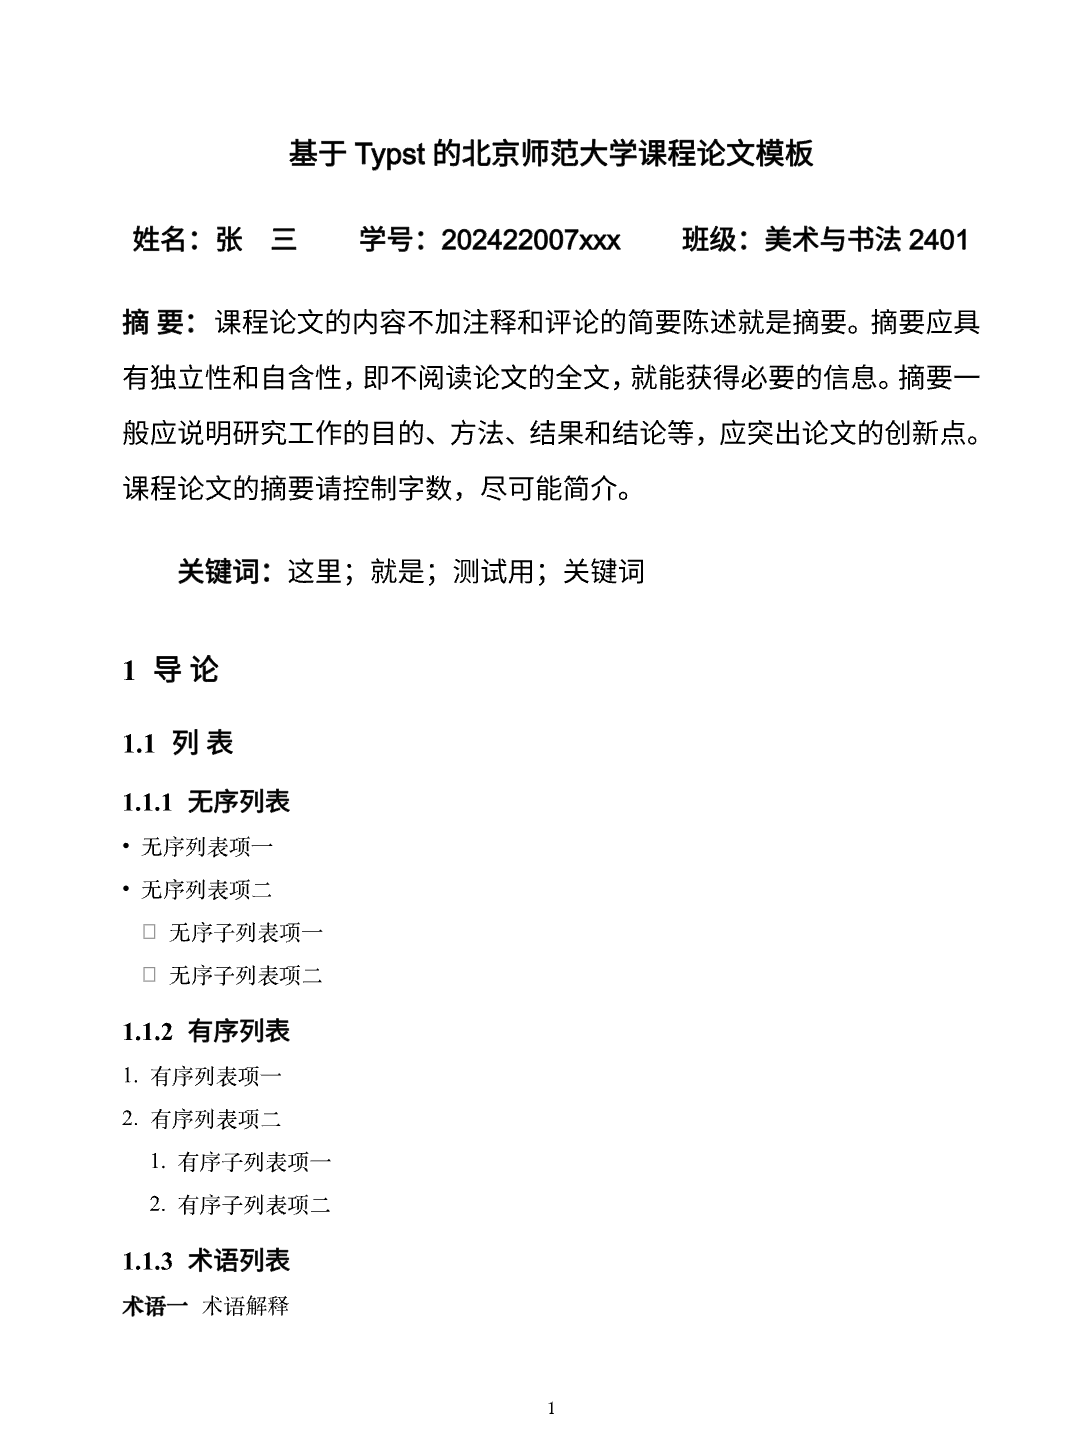 基于 Typst 的北京师范大学课程论文模板
姓名：张　三　　学号：202422007xxx　　班级：美术与书法 2401
摘 要：课程论文的内容不加注释和评论的简要陈述就是摘要。摘要应具
有独立性和自含性，即不阅读论文的全文，就能获得必要的信息。摘要一
般应说明研究工作的目的、方法、结果和结论等，应突出论文的创新点。
课程论文的摘要请控制字数，尽可能简介。
关键词：这里；就是；测试用；关键词
1 导 论
1.1 列 表
1.1.1 无序列表
• 无序列表项一
• 无序列表项二
□ 无序子列表项一
□ 无序子列表项二
1.1.2 有序列表
1. 有序列表项一
2. 有序列表项二
1. 有序子列表项一
2. 有序子列表项二
1.1.3 术语列表
术语一 术语解释
1